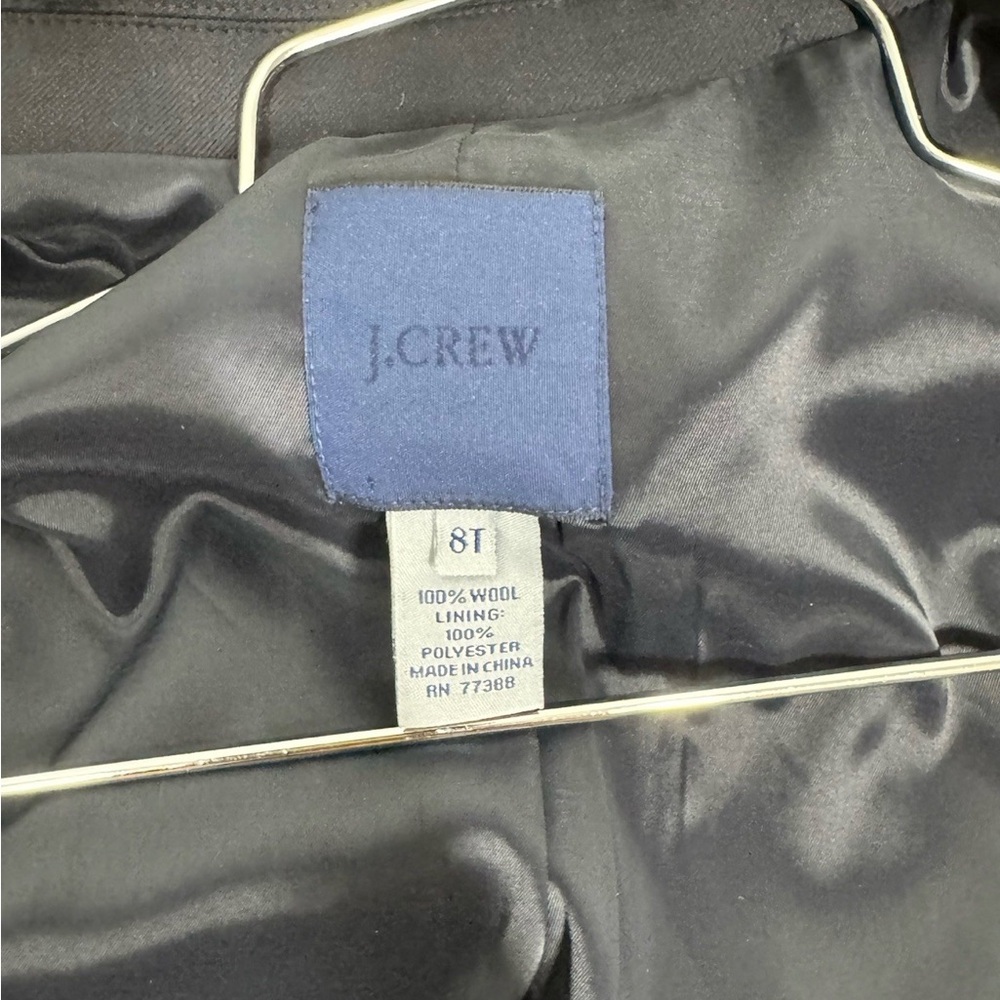 J.CREW
8T
100% WOOL
LINING:
100%
POLYESTER
MADE IN CHINA
RN 77388